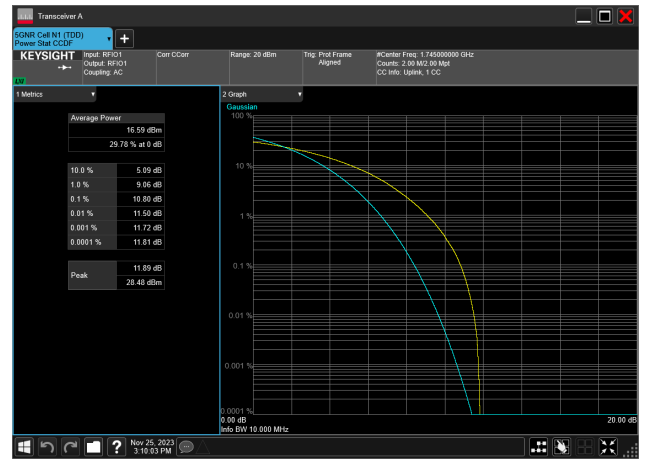 Transceiver A
5GNR Cell N1 (TDD)
Power Stat CCDF
+
KEYSIGHT
LXI
Input: RFIO1
Output: RFIO1
Coupling: AC
Corr CCorr
Range: 20 dBm
Trig: Prot Frame
Aligned
#Center Freq: 1.745000000 GHz
Counts: 2.00 M/2.00 Mpt
CC Info: Uplink, 1 CC
1 Metrics
Average Power
16.59 dBm
29.78 % at 0 dB
10.0 % 5.09 dB
1.0 % 9.06 dB
0.1 % 10.80 dB
0.01 % 11.50 dB
0.001 % 11.72 dB
0.0001 % 11.81 dB
Peak
11.89 dB
28.48 dBm
2 Graph
Gaussian
100 %
10 %
1 %
0.1 %
0.01 %
0.001 %
0.0001 %
0.00 dB 20.00 dB
Info BW 10.000 MHz
?
Nov 25, 2023
3:10:03 PM